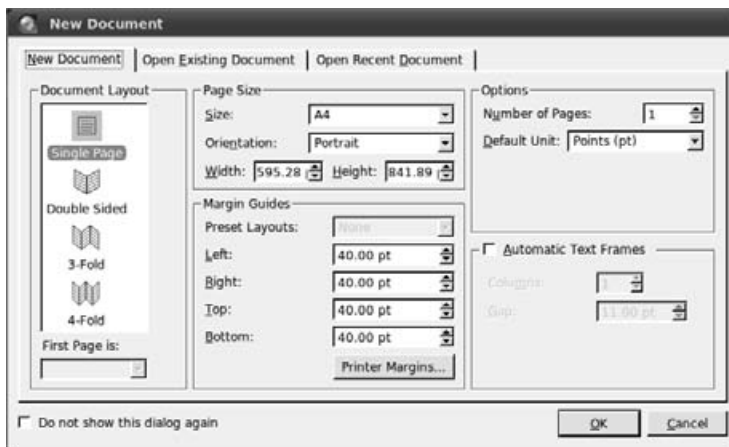 New Document
New Document Open Existing Document Open Recent Document
Document Layout
Single Page
Double Sided
3-Fold
4-Fold
First Page is:
Page Size
Size: A4
Orientation: Portrait
Width: 595.28 Height: 841.89
Margin Guides
Preset Layouts: None
Left: 40.00 pt
Right: 40.00 pt
Top: 40.00 pt
Bottom: 40.00 pt
Printer Margins...
Options
Number of Pages: 1
Default Unit: Points (pt)
Automatic Text Frames
Columns: 1
Gap: 11.00 pt
Do not show this dialog again
OK Cancel